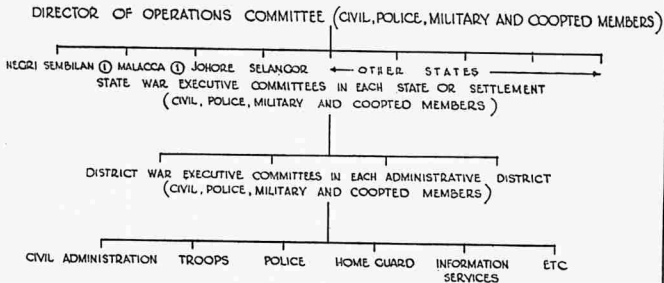 DIRECTOR OF OPERATIONS COMMITTEE (CIVIL, POLICE, MILITARY AND COOPTED MEMBERS)
NEGRI SEMBILAN ① MALACCA ① JOHORE SELANGOR ← OTHER STATES →
STATE WAR EXECUTIVE COMMITTEES IN EACH STATE OR SETTLEMENT
(CIVIL, POLICE, MILITARY AND COOPTED MEMBERS)
DISTRICT WAR EXECUTIVE COMMITTEES IN EACH ADMINISTRATIVE DISTRICT
(CIVIL, POLICE, MILITARY AND COOPTED MEMBERS)
CIVIL ADMINISTRATION TROOPS POLICE HOME GUARD INFORMATION ETC
SERVICES